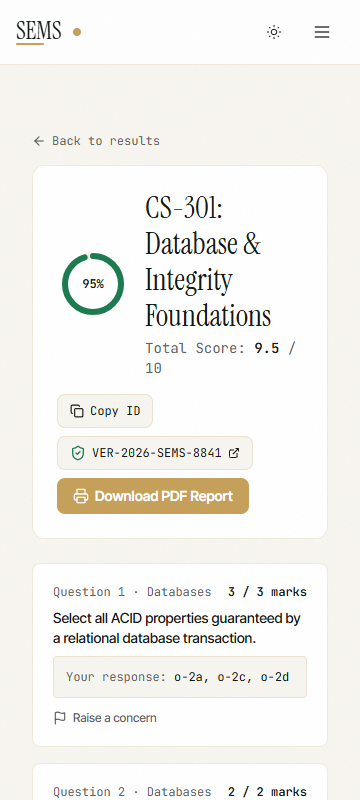 SEMS
Back to results
95%
CS-301:
Database &
Integrity
Foundations
Total Score: 9.5 /
10
Copy ID
VER-2026-SEMS-8841
Download PDF Report
Question 1 · Databases 3 / 3 marks
Select all ACID properties guaranteed by
a relational database transaction.
Your response: o-2a, o-2c, o-2d
Raise a concern
Question 2 · Databases 2 / 2 marks